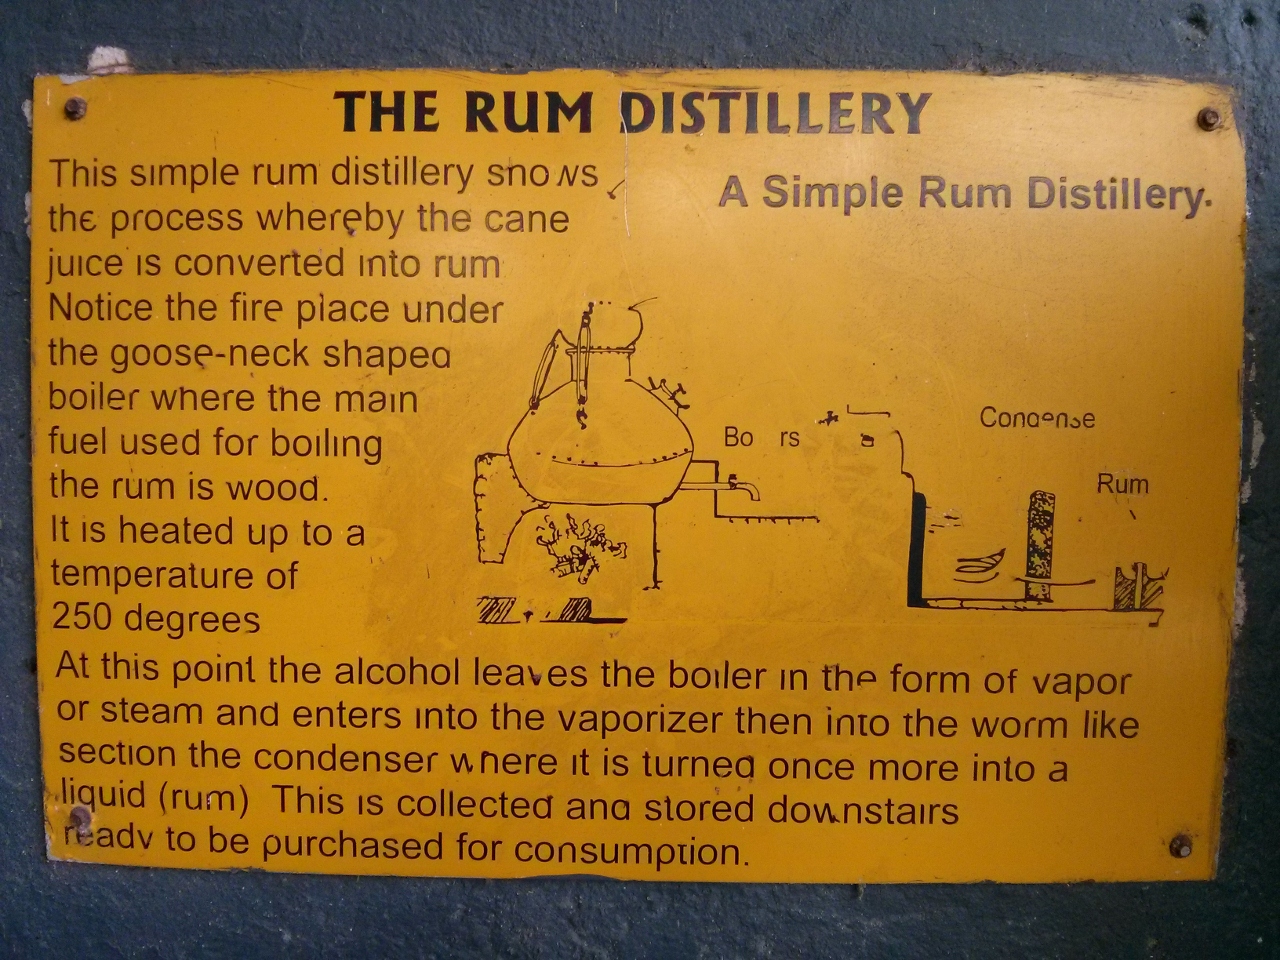 THE RUM DISTILLERY
This simple rum distillery shows
the process whereby the cane
juice is converted into rum
Notice the fire place under
the goose-neck shaped
boiler where the main
fuel used for boiling
the rum is wood.
It is heated up to a
temperature of
250 degrees
A Simple Rum Distillery.
Condense
Rum
At this point the alcohol leaves the boiler in the form of vapor
or steam and enters into the vaporizer then into the worm like
section the condenser where it is turned once more into a
liquid (rum) This is collected and stored downstairs
ready to be purchased for consumption.